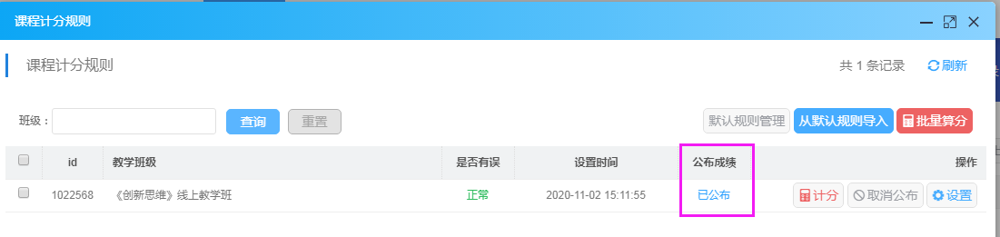 课程计分规则
课程计分规则 共 1 条记录 刷新
班级： 查询 重置 默认规则管理 从默认规则导入 批量算分
id 教学班级 是否有误 设置时间 公布成绩 操作
1022568 《创新思维》线上教学班 正常 2020-11-02 15:11:55 已公布 计分 取消公布 设置